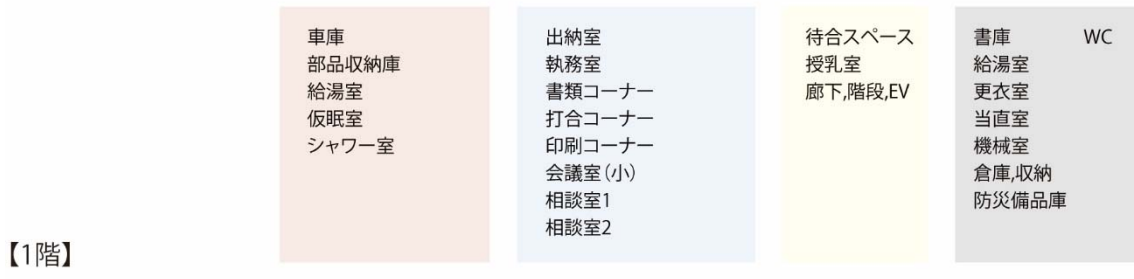 車庫
部品収納庫
給湯室
仮眠室
シャワー室
出納室
執務室
書類コーナー
打合コーナー
印刷コーナー
会議室（小）
相談室1
相談室2
待合スペース
授乳室
廊下,階段,EV
書庫 WC
給湯室
更衣室
当直室
機械室
倉庫,収納
防災備品庫
【1階】